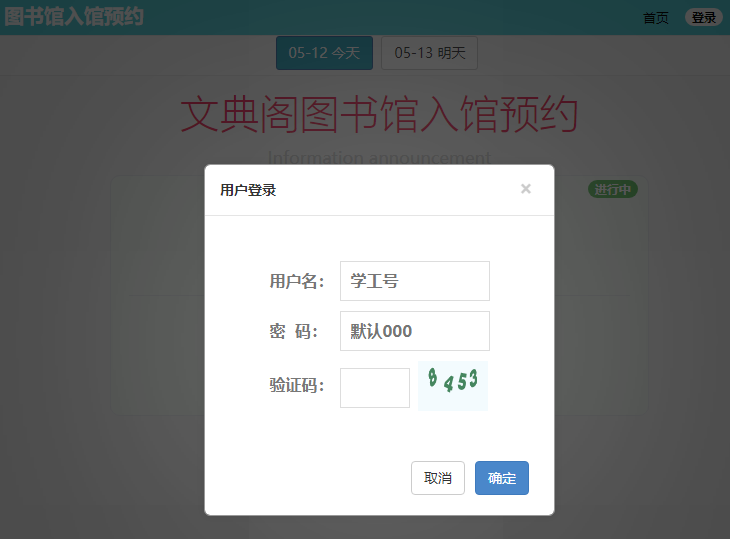 图书馆入馆预约
首页 登录
05-12 今天 05-13 明天
文典阁图书馆入馆预约
Information announcement
进行中
用户登录 ×
用户名： 学工号
密 码： 默认000
验证码： 8453
取消 确定